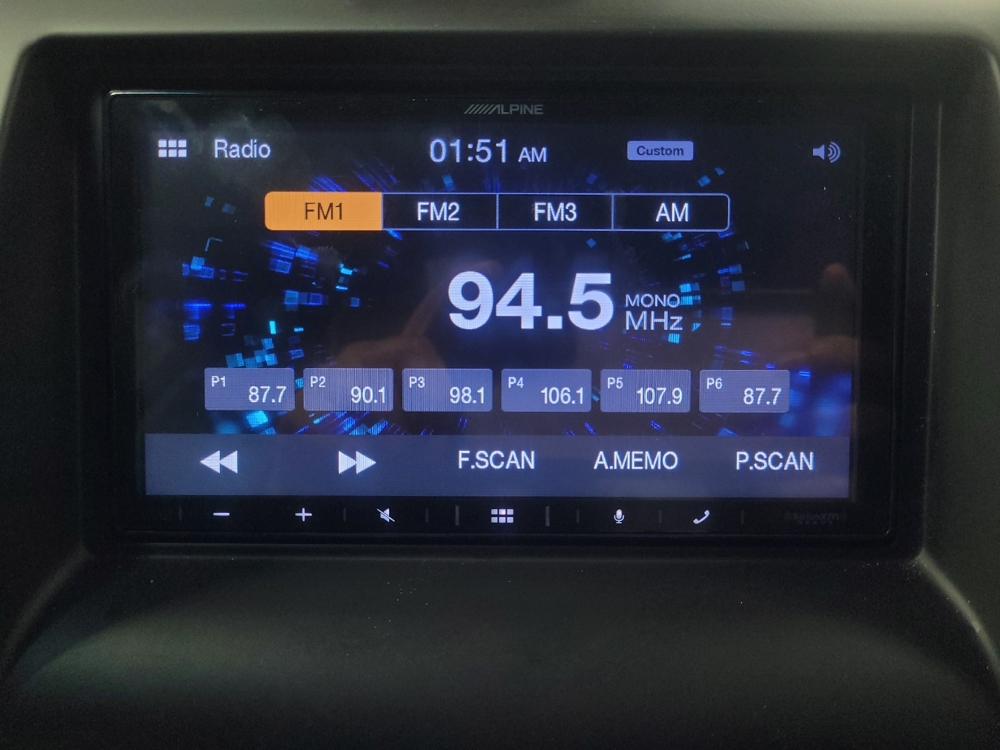 ALPINE
Radio 01:51 AM Custom
FM1 FM2 FM3 AM
94.5 MONO
MHz
P1 87.7 P2 90.1 P3 98.1 P4 106.1 P5 107.9 P6 87.7
F.SCAN A.MEMO P.SCAN